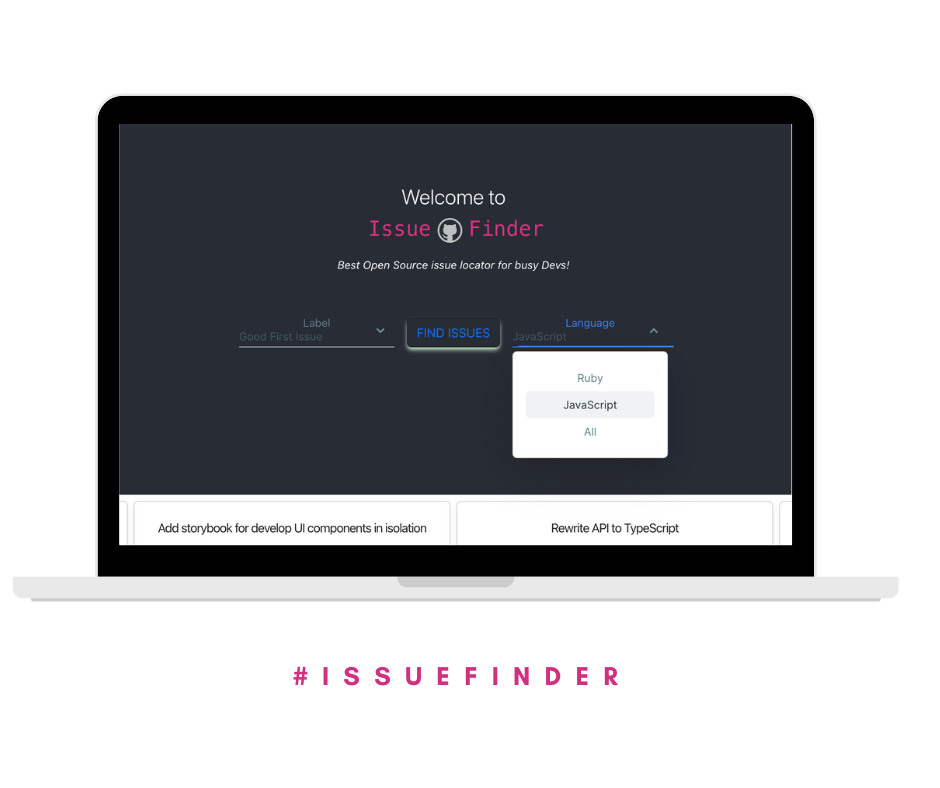 Welcome to
Issue Finder
Best Open Source issue locator for busy Devs!
Label
Good First Issue
FIND ISSUES
Language
JavaScript
Ruby
JavaScript
All
Add storybook for develop UI components in isolation
Rewrite API to TypeScript
#ISSUEFINDER